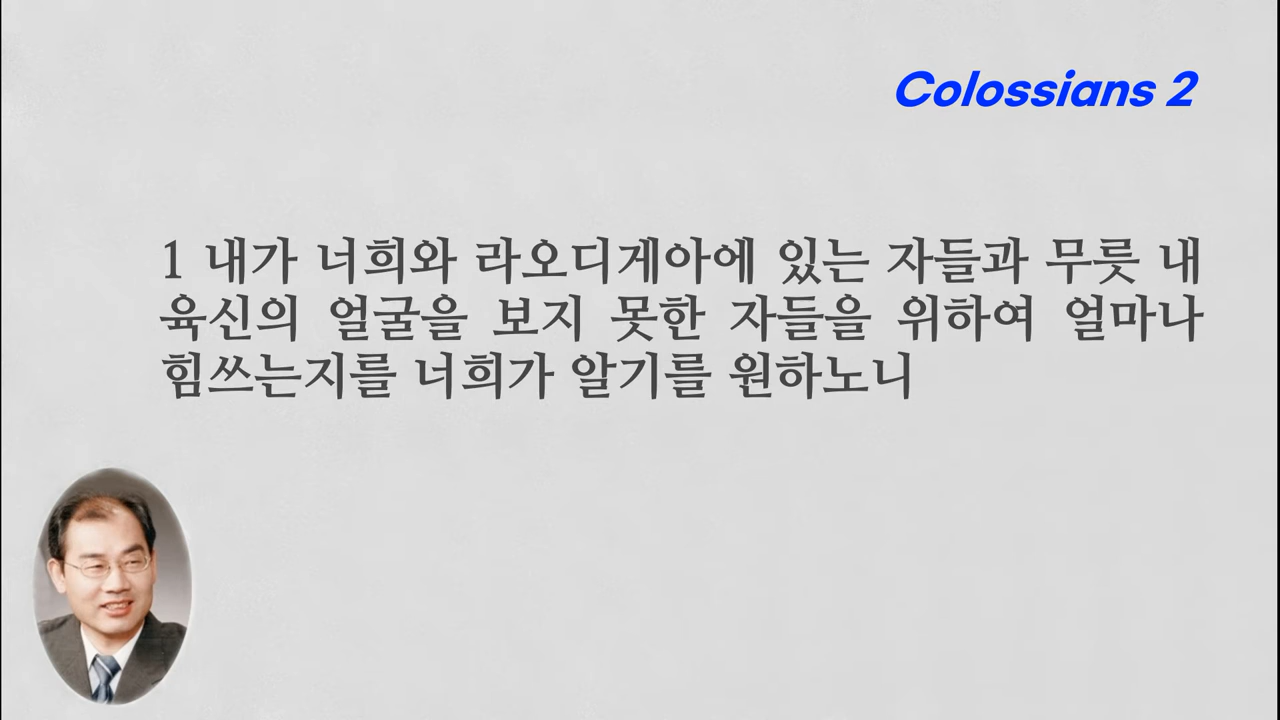 Colossians 2
1 내가 너희와 라오디게아에 있는 자들과 무릇 내
육신의 얼굴을 보지 못한 자들을 위하여 얼마나
힘쓰는지를 너희가 알기를 원하노니